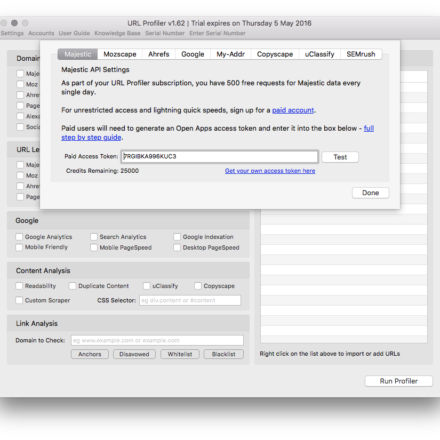 URL Profiler v1.62 | Trial expires on Thursday 5 May 2016
Settings Accounts User Guide Knowledge Base Serial Number Enter Serial Number
Majestic Mozscape Ahrefs Google My-Addr Copyscape uClassify SEMrush
Majestic API Settings
As part of your URL Profiler subscription, you have 500 free requests for Majestic data every
single day.
For unrestricted access and lightning quick speeds, sign up for a paid account.
Paid users will need to generate an Open Apps access token and enter it into the box below - full
step by step guide.
Paid Access Token:
Test
Credits Remaining: 25000
Get your own access token here
Done
Domain
Maje
Moz
Ahre
Page
Alexa
Socia
URL Le
Maje
Moz
Ahre
Page
Google
Google Analytics Search Analytics Google Indexation
Mobile Friendly Mobile PageSpeed Desktop PageSpeed
Content Analysis
Readability Duplicate Content uClassify Copyscape
Custom Scraper CSS Selector: eg div.content or #content
Link Analysis
Domain to Check: eg www.example.com or example.com
Anchors Disavowed Whitelist Blacklist
Right click on the list above to import or add URLs
Run Profiler